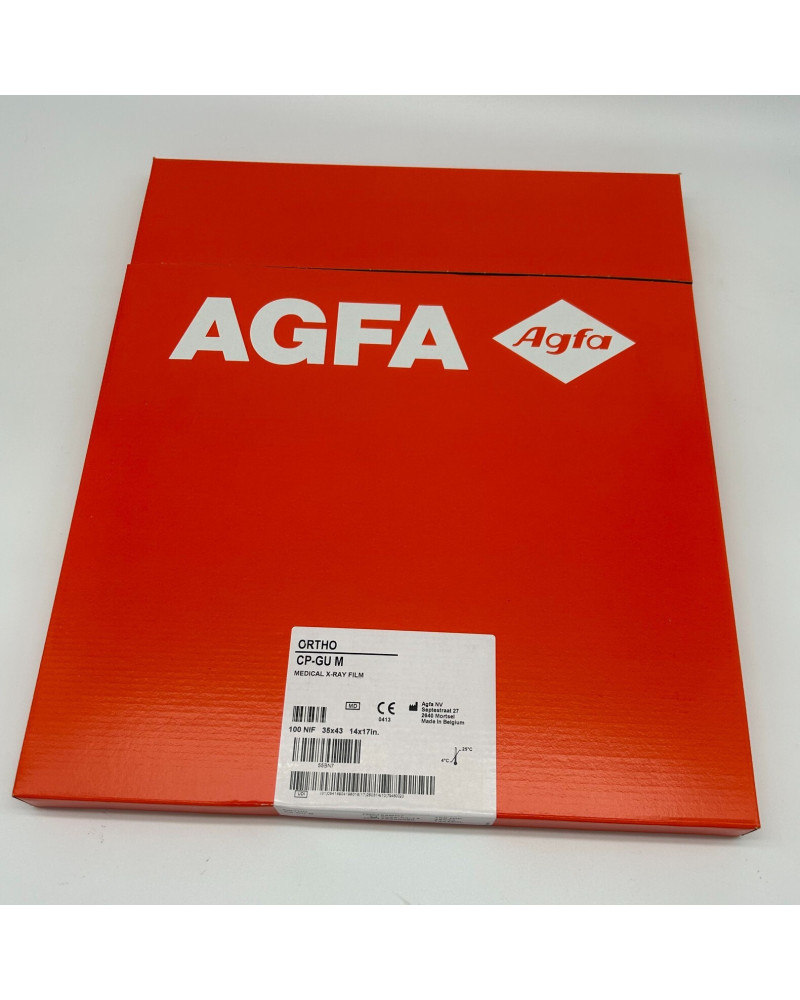 AGFA
Agfa
ORTHO
CP-GU M
MEDICAL X-RAY FILM
MD
CE
0413
Agfa NV
Septestraat 27
2640 Mortsel
Made in Belgium
100 NIF 35x43 14x17in.
25°C
4°C
UDI